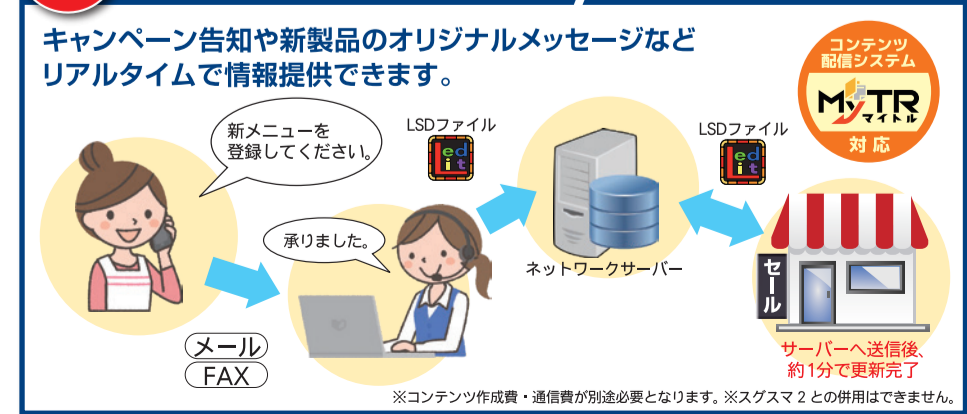 キャンペーン告知や新製品のオリジナルメッセージなど
リアルタイムで情報提供できます。
コンテンツ
配信システム
MyTR
マイトル
対応
新メニューを
登録してください。
LSDファイル
Led
it
LSDファイル
Led
it
承りました。
ネットワークサーバー
セール
メール
FAX
サーバーへ送信後、
約1分で更新完了
※コンテンツ作成費・通信費が別途必要となります。※スグスマ2との併用はできません。